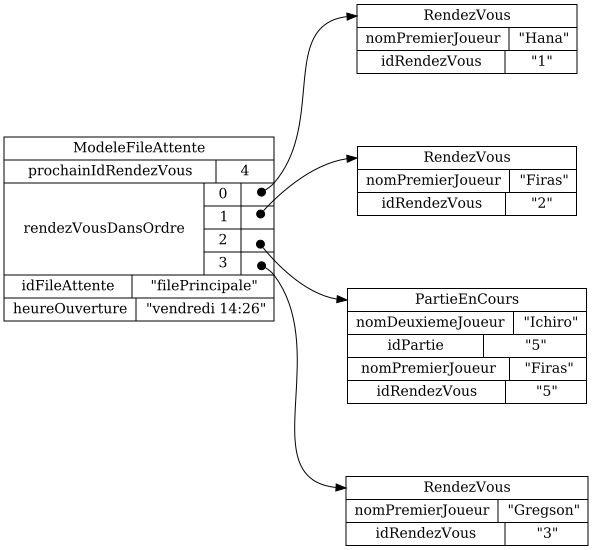 ModeleFileAttente
prochainIdRendezVous 4
rendezVousDansOrdre
0
1
2
3
idFileAttente "filePrincipale"
heureOuverture "vendredi 14:26"
RendezVous
nomPremierJoueur "Hana"
idRendezVous "1"
RendezVous
nomPremierJoueur "Firas"
idRendezVous "2"
PartieEnCours
nomDeuxiemeJoueur "Ichiro"
idPartie "5"
nomPremierJoueur "Firas"
idRendezVous "5"
RendezVous
nomPremierJoueur "Gregson"
idRendezVous "3"